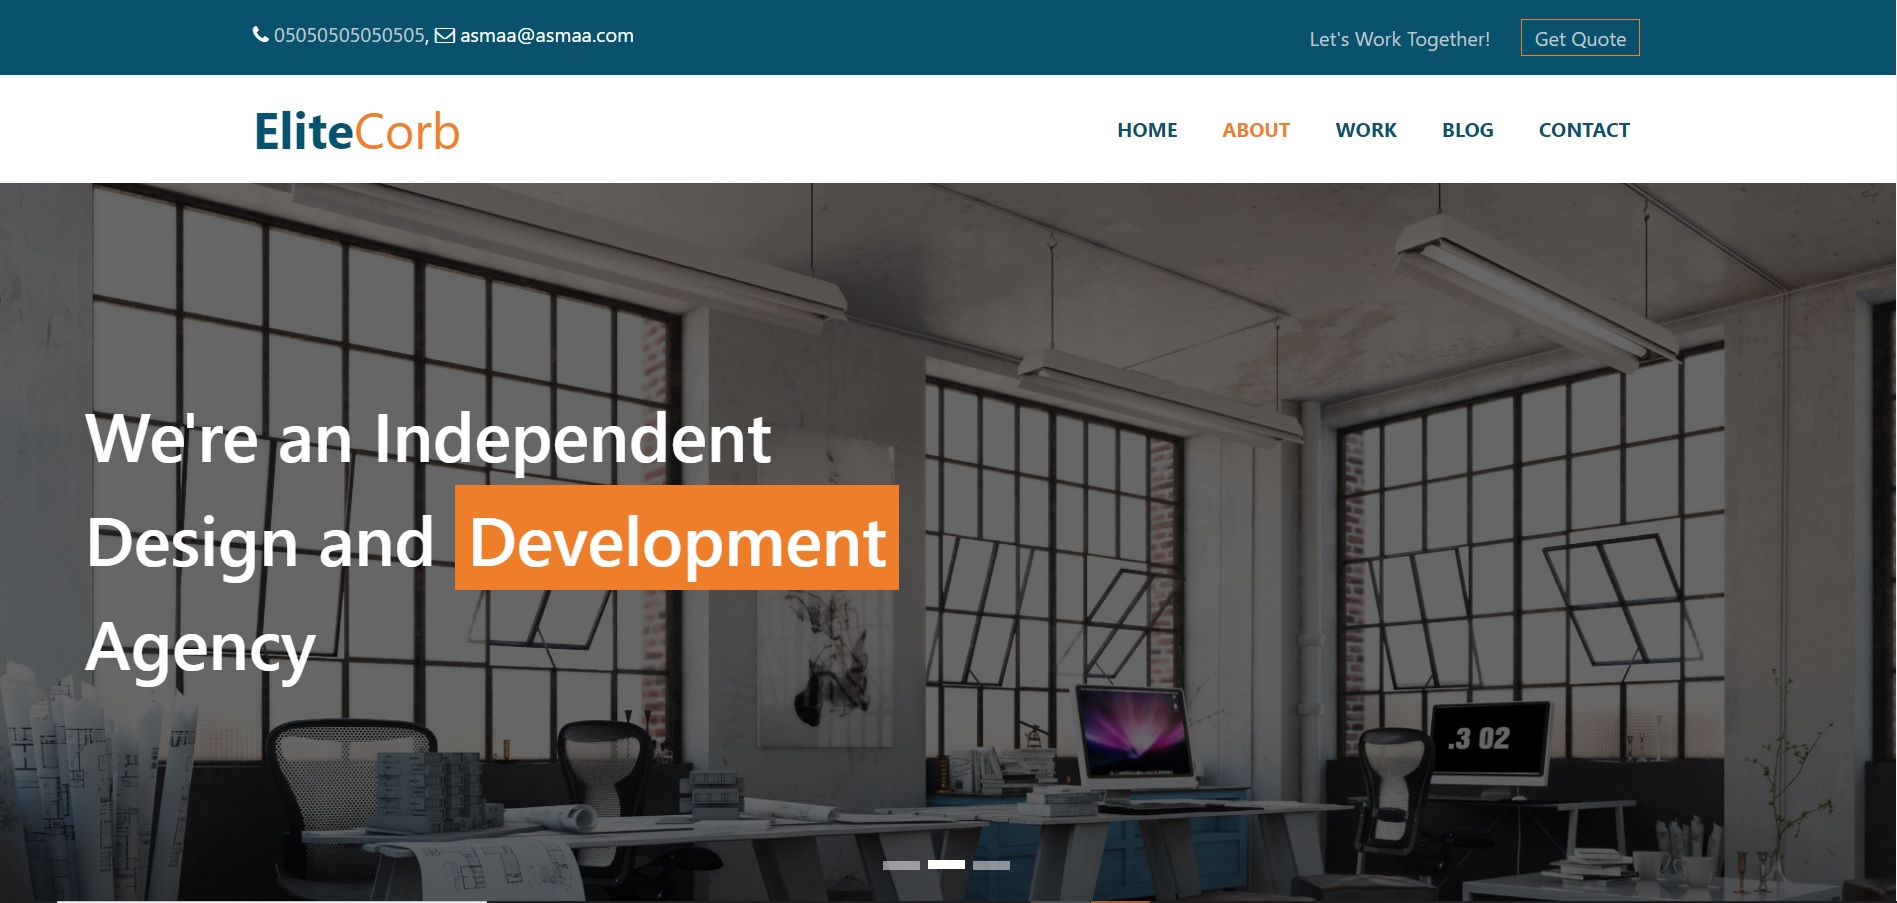 05050505050505, asmaa@asmaa.com
Let's Work Together! Get Quote
EliteCorb
HOME ABOUT WORK BLOG CONTACT
We're an Independent
Design and Development
Agency
.3 02